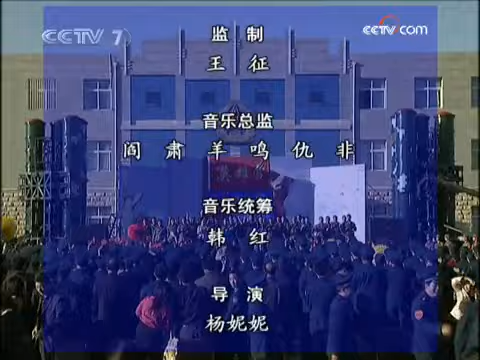 CCTV 7
CCTV.com
监 制
王 征
音乐总监
阎 肃 羊 鸣 仇 非
音乐统筹
韩 红
导 演
杨妮妮